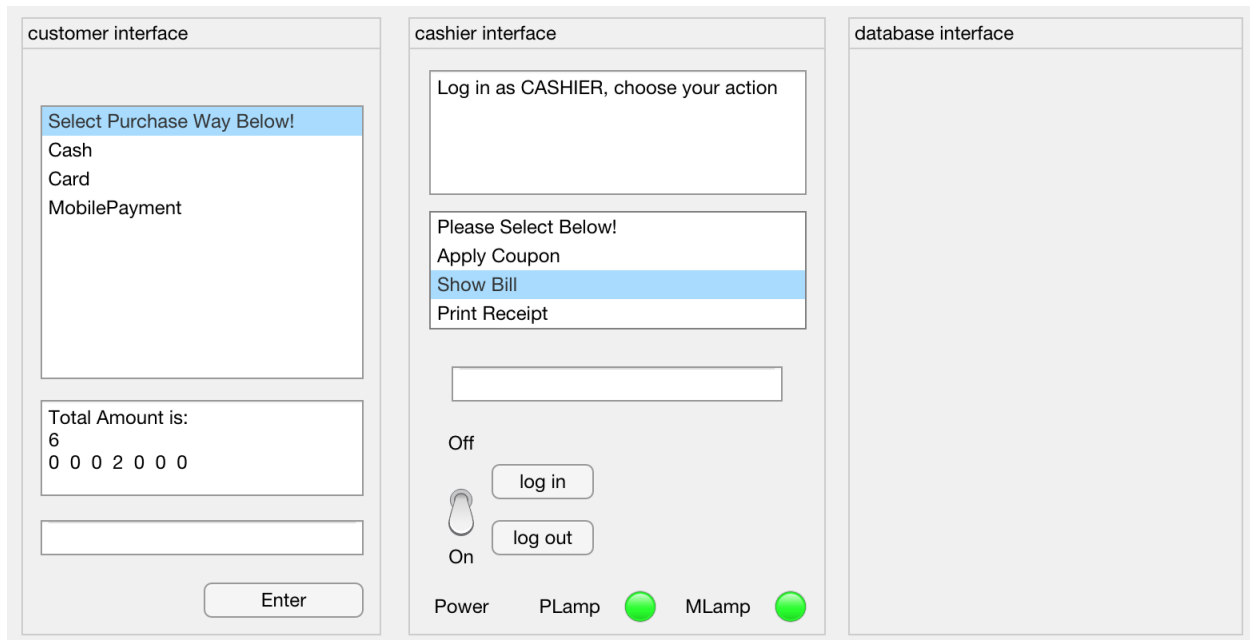 customer interface
Select Purchase Way Below!
Cash
Card
MobilePayment
Total Amount is:
6
0 0 0 2 0 0 0
Enter
cashier interface
Log in as CASHIER, choose your action
Please Select Below!
Apply Coupon
Show Bill
Print Receipt
Off
log in
log out
On
Power PLamp MLamp
database interface